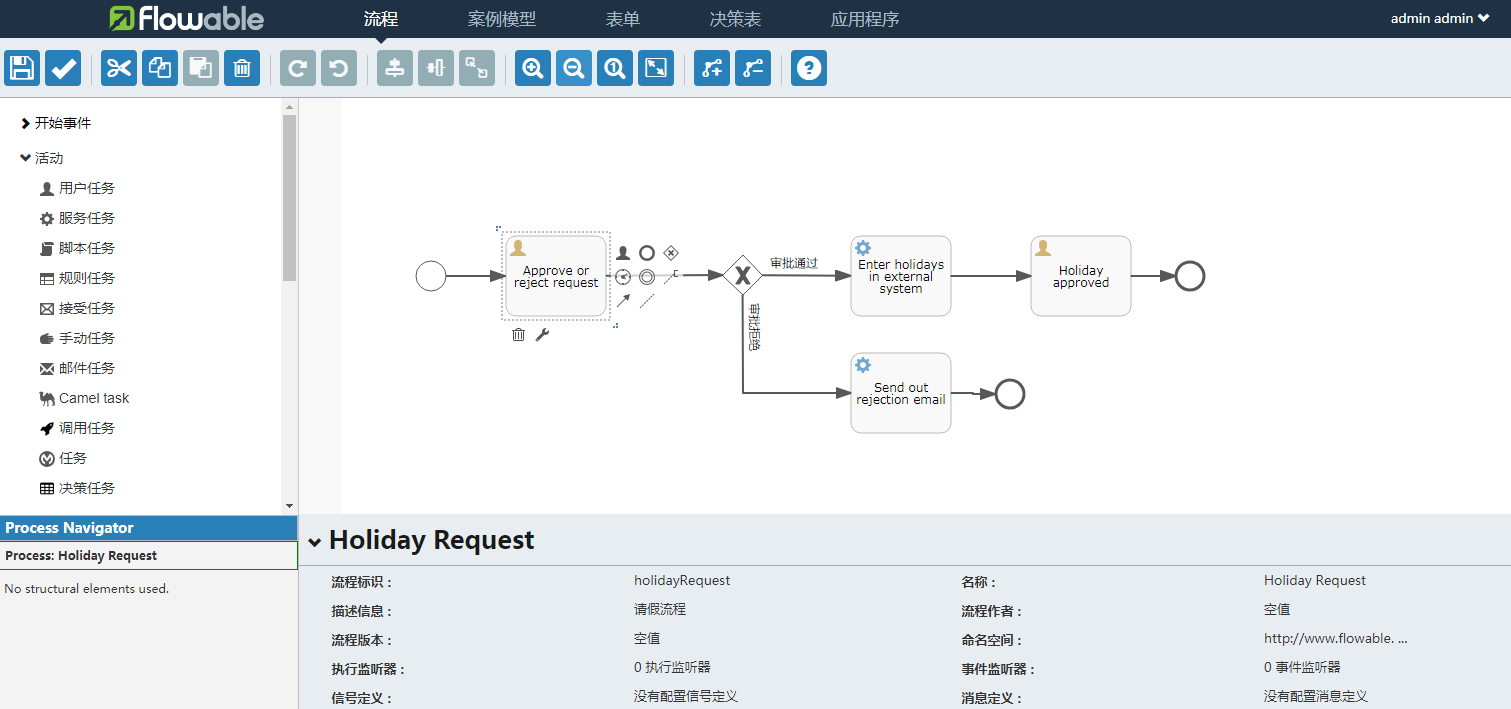 flowable
流程
案例模型
表单
决策表
应用程序
admin admin
开始事件
活动
用户任务
服务任务
脚本任务
规则任务
接受任务
手动任务
邮件任务
Camel task
调用任务
任务
决策任务
Approve or
reject request
审批通过
审批拒绝
Enter holidays
in external
system
Holiday
approved
Send out
rejection email
Process Navigator
Process: Holiday Request
No structural elements used.
Holiday Request
流程标识 : holidayRequest 名称 : Holiday Request
描述信息 : 请假流程 流程作者 : 空值
流程版本 : 空值 命名空间 : http://www.flowable. ...
执行监听器 : 0 执行监听器 事件监听器 : 0 事件监听器
信号定义 : 没有配置信号定义 消息定义 : 没有配置消息定义